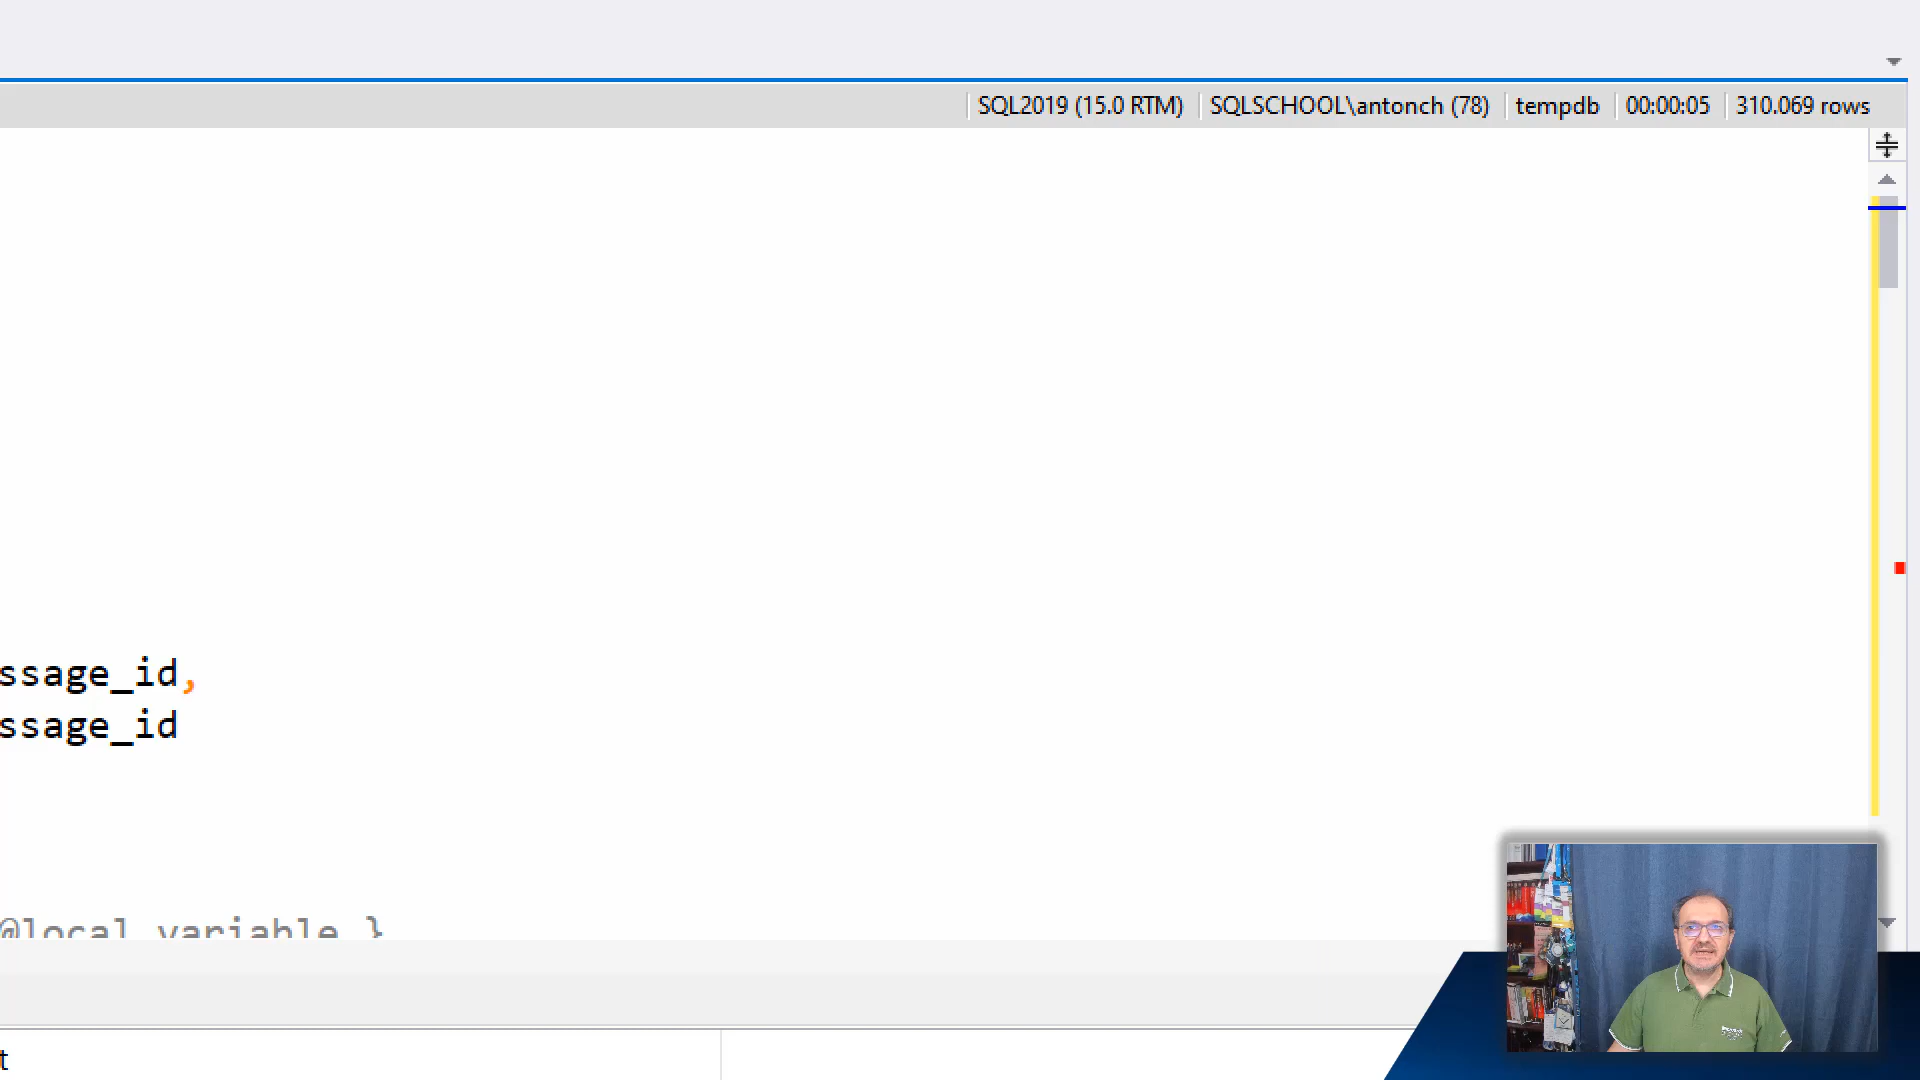 SQL2019 (15.0 RTM) SQLSCHOOL\antonch (78) tempdb 00:00:05 310.069 rows
ssage_id,
ssage_id
@local_variable }
t